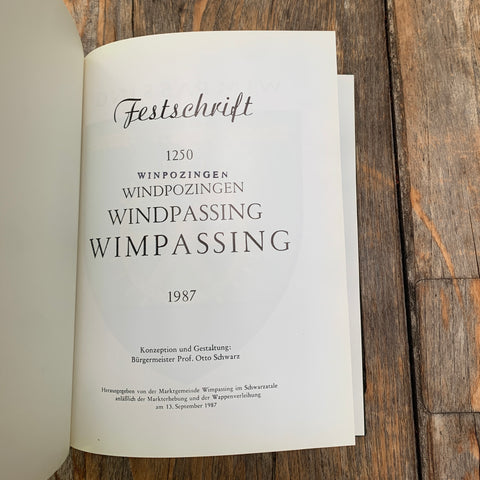 Festschrift
1250
WINPOZINGEN
WINDPOZINGEN
WINDPASSING
WIMPASSING
1987
Konzeption und Gestaltung:
Bürgermeister Prof. Otto Schwarz
Herausgegeben von der Marktgemeinde Wimpassing im Schwarzatale
anläßlich der Markterhebung und der Wappenverleihung
am 13. September 1987